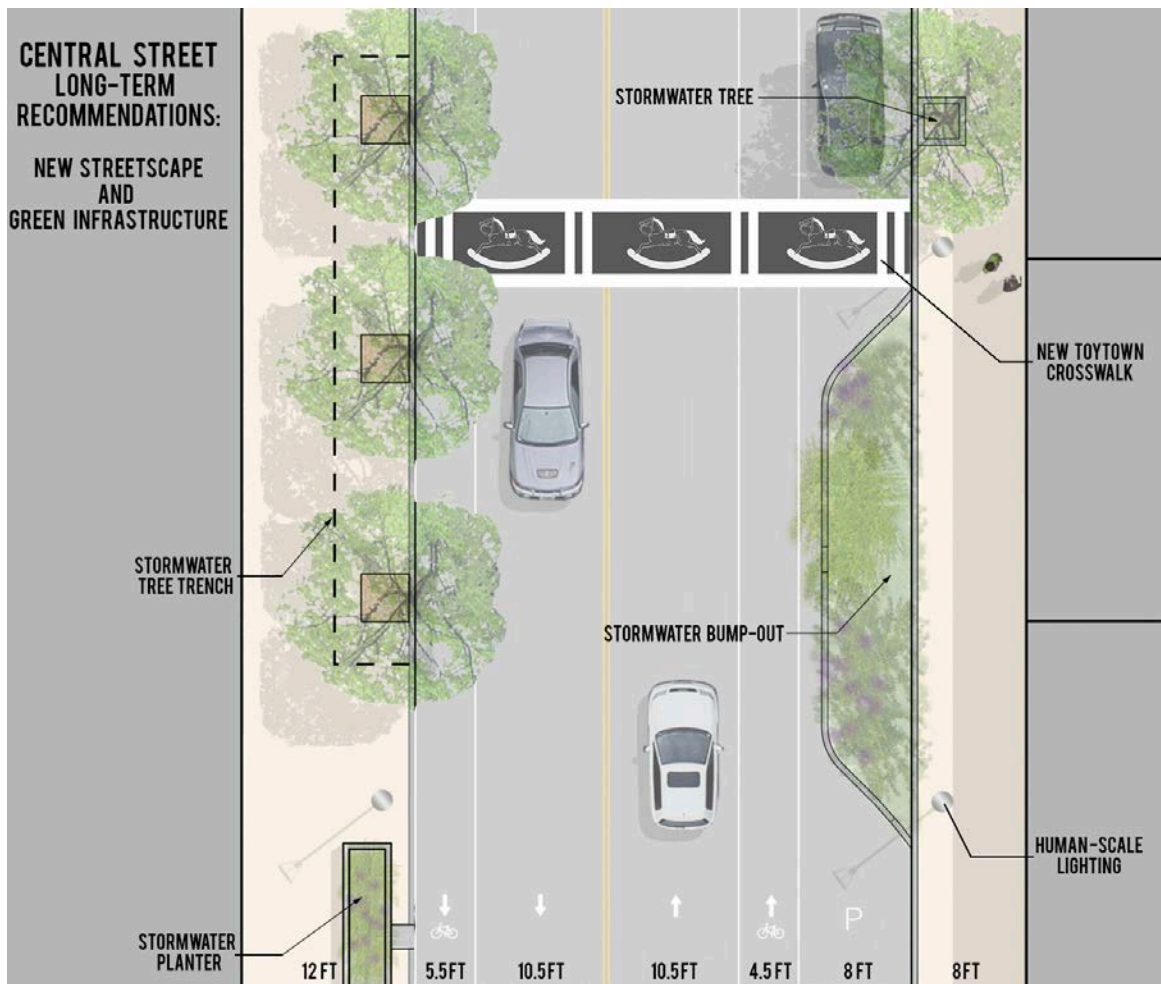 CENTRAL STREET
LONG-TERM
RECOMMENDATIONS:
NEW STREETSCAPE
AND
GREEN INFRASTRUCTURE
STORMWATER TREE
NEW TOYTOWN
CROSSWALK
STORMWATER
TREE TRENCH
STORMWATER BUMP-OUT
HUMAN-SCALE
LIGHTING
STORMWATER
PLANTER
P
12 FT
5.5FT
10.5FT
10.5FT
4.5 FT
8 FT
8FT